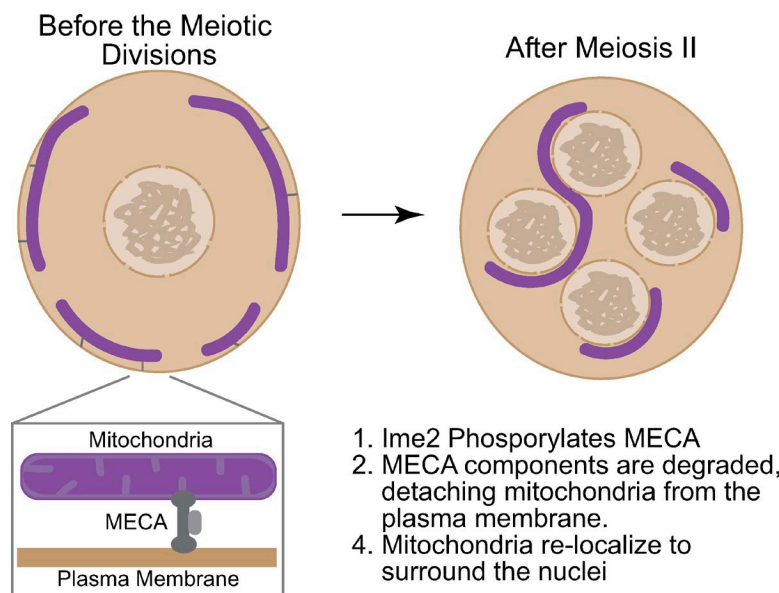 Before the Meiotic
Divisions
After Meiosis II
Mitochondria
MECA
Plasma Membrane
1. Ime2 Phosporylates MECA
2. MECA components are degraded,
detaching mitochondria from the
plasma membrane.
4. Mitochondria re-localize to
surround the nuclei